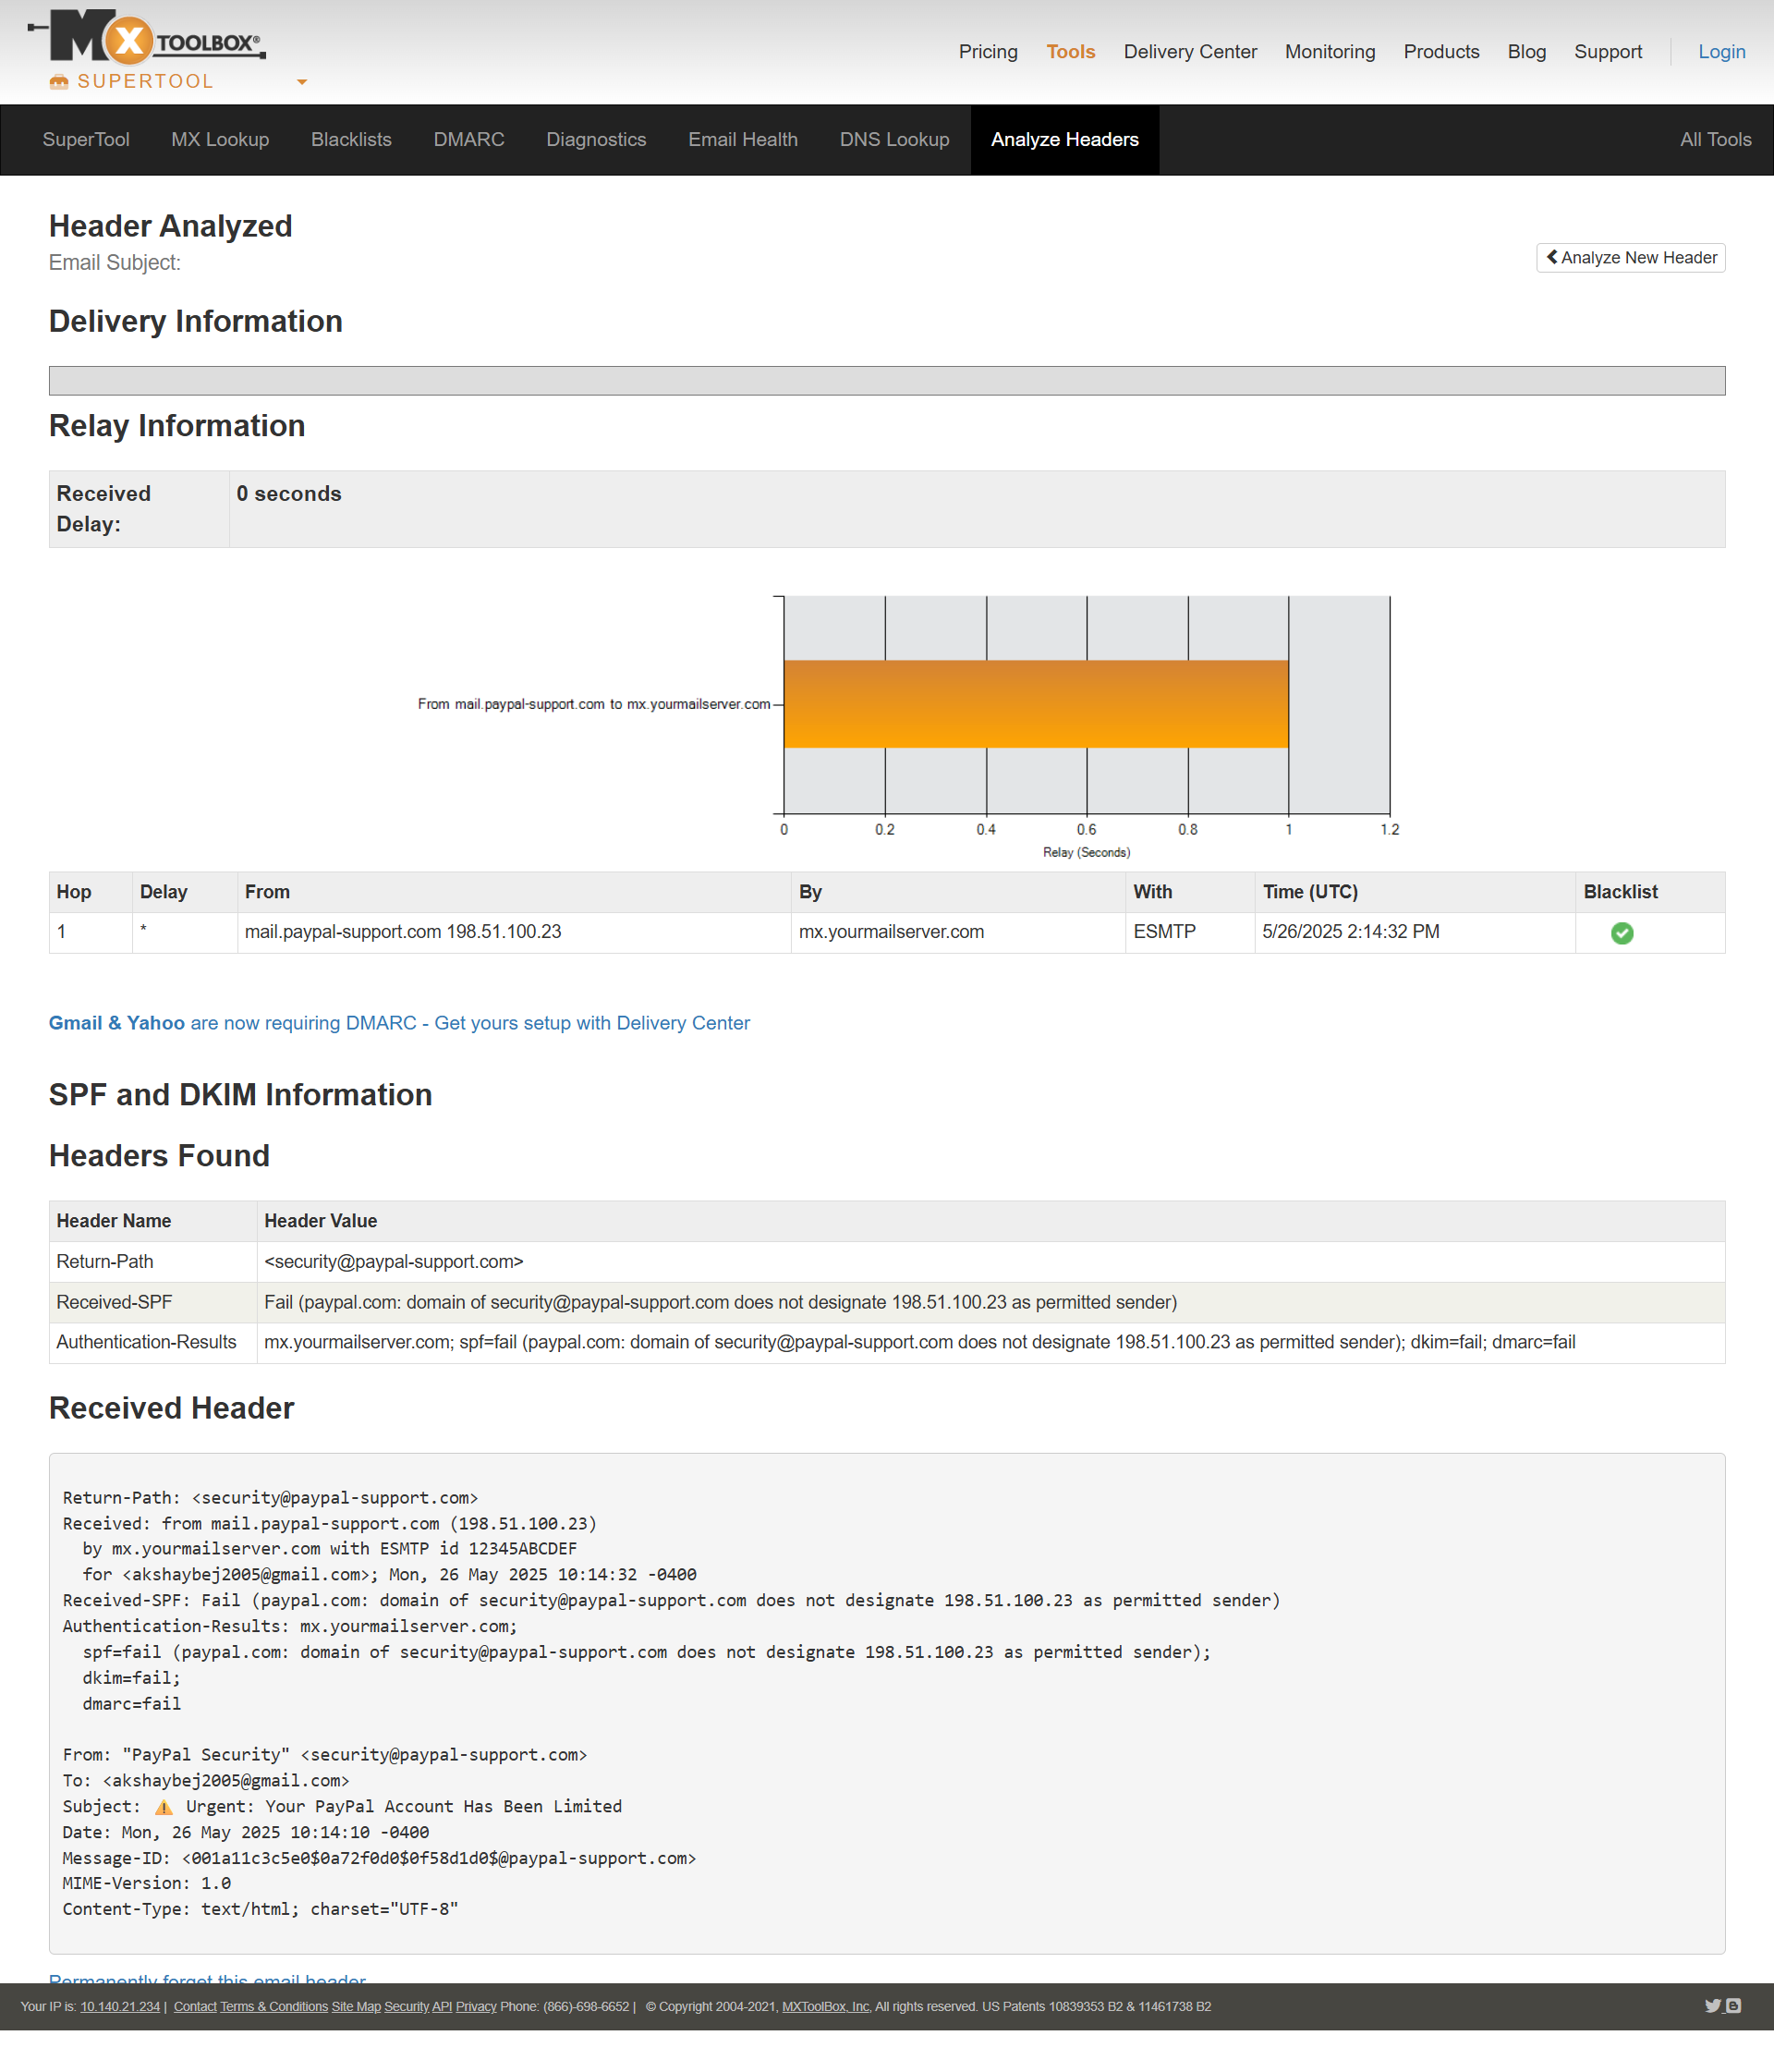 MX TOOLBOX®
SUPERTOOL
Pricing Tools Delivery Center Monitoring Products Blog Support Login
SuperTool MX Lookup Blacklists DMARC Diagnostics Email Health DNS Lookup Analyze Headers All Tools
Header Analyzed
Email Subject:
Analyze New Header
Delivery Information
Relay Information
Received Delay: 0 seconds
From mail.paypal-support.com to mx.yourmailserver.com
0 0.2 0.4 0.6 0.8 1 1.2
Relay (Seconds)
Hop Delay From By With Time (UTC) Blacklist
1 * mail.paypal-support.com 198.51.100.23 mx.yourmailserver.com ESMTP 5/26/2025 2:14:32 PM
Gmail & Yahoo are now requiring DMARC - Get yours setup with Delivery Center
SPF and DKIM Information
Headers Found
Header Name Header Value
Return-Path <security@paypal-support.com>
Received-SPF Fail (paypal.com: domain of security@paypal-support.com does not designate 198.51.100.23 as permitted sender)
Authentication-Results mx.yourmailserver.com; spf=fail (paypal.com: domain of security@paypal-support.com does not designate 198.51.100.23 as permitted sender); dkim=fail; dmarc=fail
Received Header
Return-Path: <security@paypal-support.com>
Received: from mail.paypal-support.com (198.51.100.23)
by mx.yourmailserver.com with ESMTP id 12345ABCDEF
for <akshaybej2005@gmail.com>; Mon, 26 May 2025 10:14:32 -0400
Received-SPF: Fail (paypal.com: domain of security@paypal-support.com does not designate 198.51.100.23 as permitted sender)
Authentication-Results: mx.yourmailserver.com;
spf=fail (paypal.com: domain of security@paypal-support.com does not designate 198.51.100.23 as permitted sender);
dkim=fail;
dmarc=fail
From: "PayPal Security" <security@paypal-support.com>
To: <akshaybej2005@gmail.com>
Subject: ⚠️ Urgent: Your PayPal Account Has Been Limited
Date: Mon, 26 May 2025 10:14:10 -0400
Message-ID: <001a11c3c5e0$0a72f0d0$0f58d1d0$@paypal-support.com>
MIME-Version: 1.0
Content-Type: text/html; charset="UTF-8"
Permanently forget this email header
Your IP is: 10.140.21.234 | Contact Terms & Conditions Site Map Security API Privacy Phone: (866)-698-6652 | © Copyright 2004-2021, MXToolBox, Inc, All rights reserved. US Patents 10839353 B2 & 11461738 B2